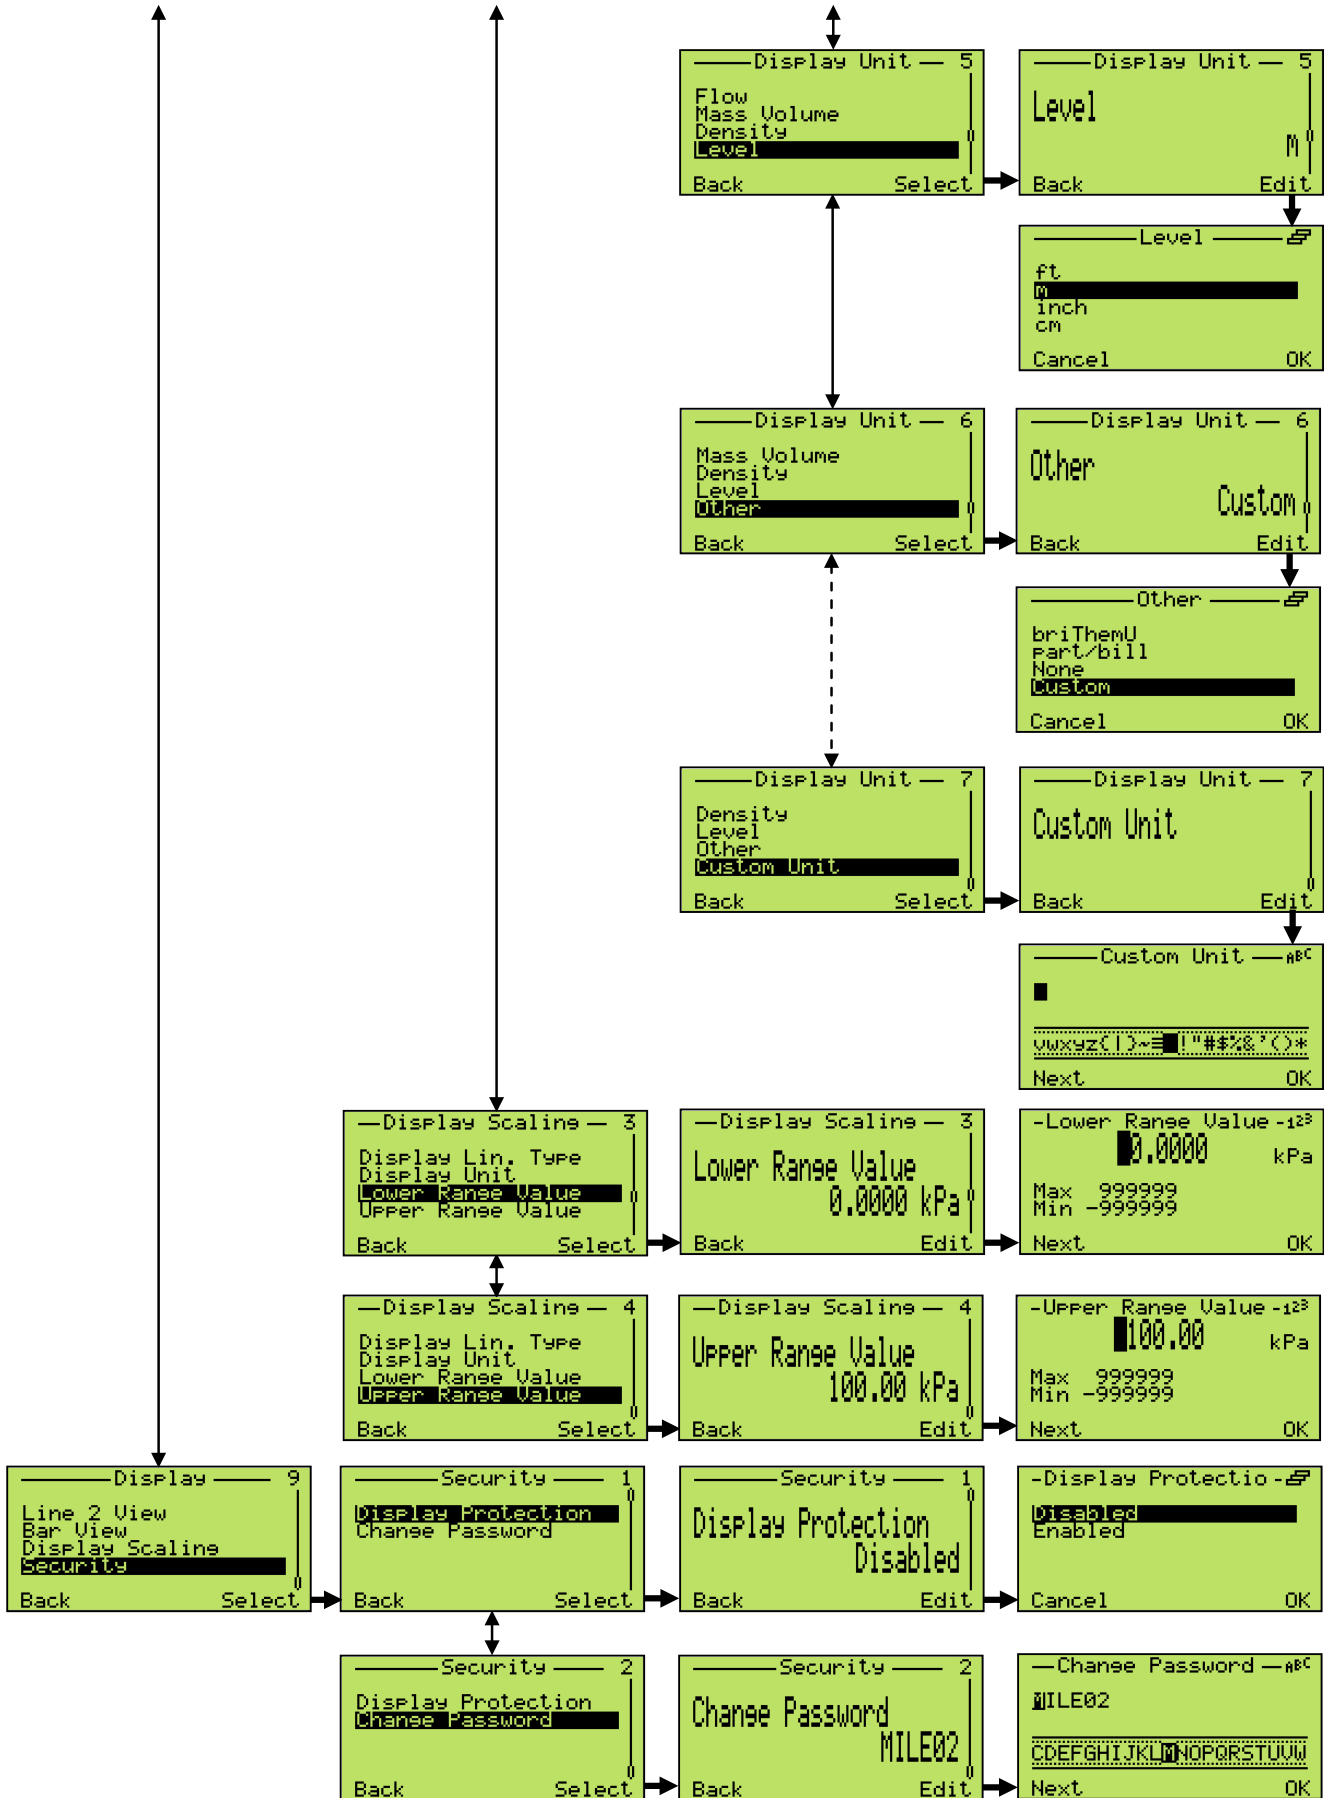 Display Unit 5
Flow
Mass Volume
Density
Level
Back Select
Display Unit 5
Level
m
Back Edit
Level
ft
m
inch
cm
Cancel OK
Display Unit 6
Mass Volume
Density
Level
Other
Back Select
Display Unit 6
Other
Custom
Back Edit
Other
briThemU
part/bill
None
Custom
Cancel OK
Display Unit 7
Density
Level
Other
Custom Unit
Back Select
Display Unit 7
Custom Unit
Back Edit
Custom Unit ABC
vwxyz{|}~≡ !"#$%&'()*
Next OK
Display Scaling 3
Display Lin. Type
Display Unit
Lower Range Value
Upper Range Value
Back Select
Display Scaling 3
Lower Range Value
0.0000 kPa
Back Edit
Lower Range Value 123
0.0000 kPa
Max 999999
Min -999999
Next OK
Display Scaling 4
Display Lin. Type
Display Unit
Lower Range Value
Upper Range Value
Back Select
Display Scaling 4
Upper Range Value
100.00 kPa
Back Edit
Upper Range Value 123
100.00 kPa
Max 999999
Min -999999
Next OK
Display 9
Line 2 View
Bar View
Display Scaling
Security
Back Select
Security 1
Display Protection
Change Password
Back Select
Security 1
Display Protection
Disabled
Back Edit
Display Protectio
Disabled
Enabled
Cancel OK
Security 2
Display Protection
Change Password
Back Select
Security 2
Change Password
MILE02
Back Edit
Change Password ABC
MILE02
CDEFGHIJKLMNOPQRSTUVW
Next OK